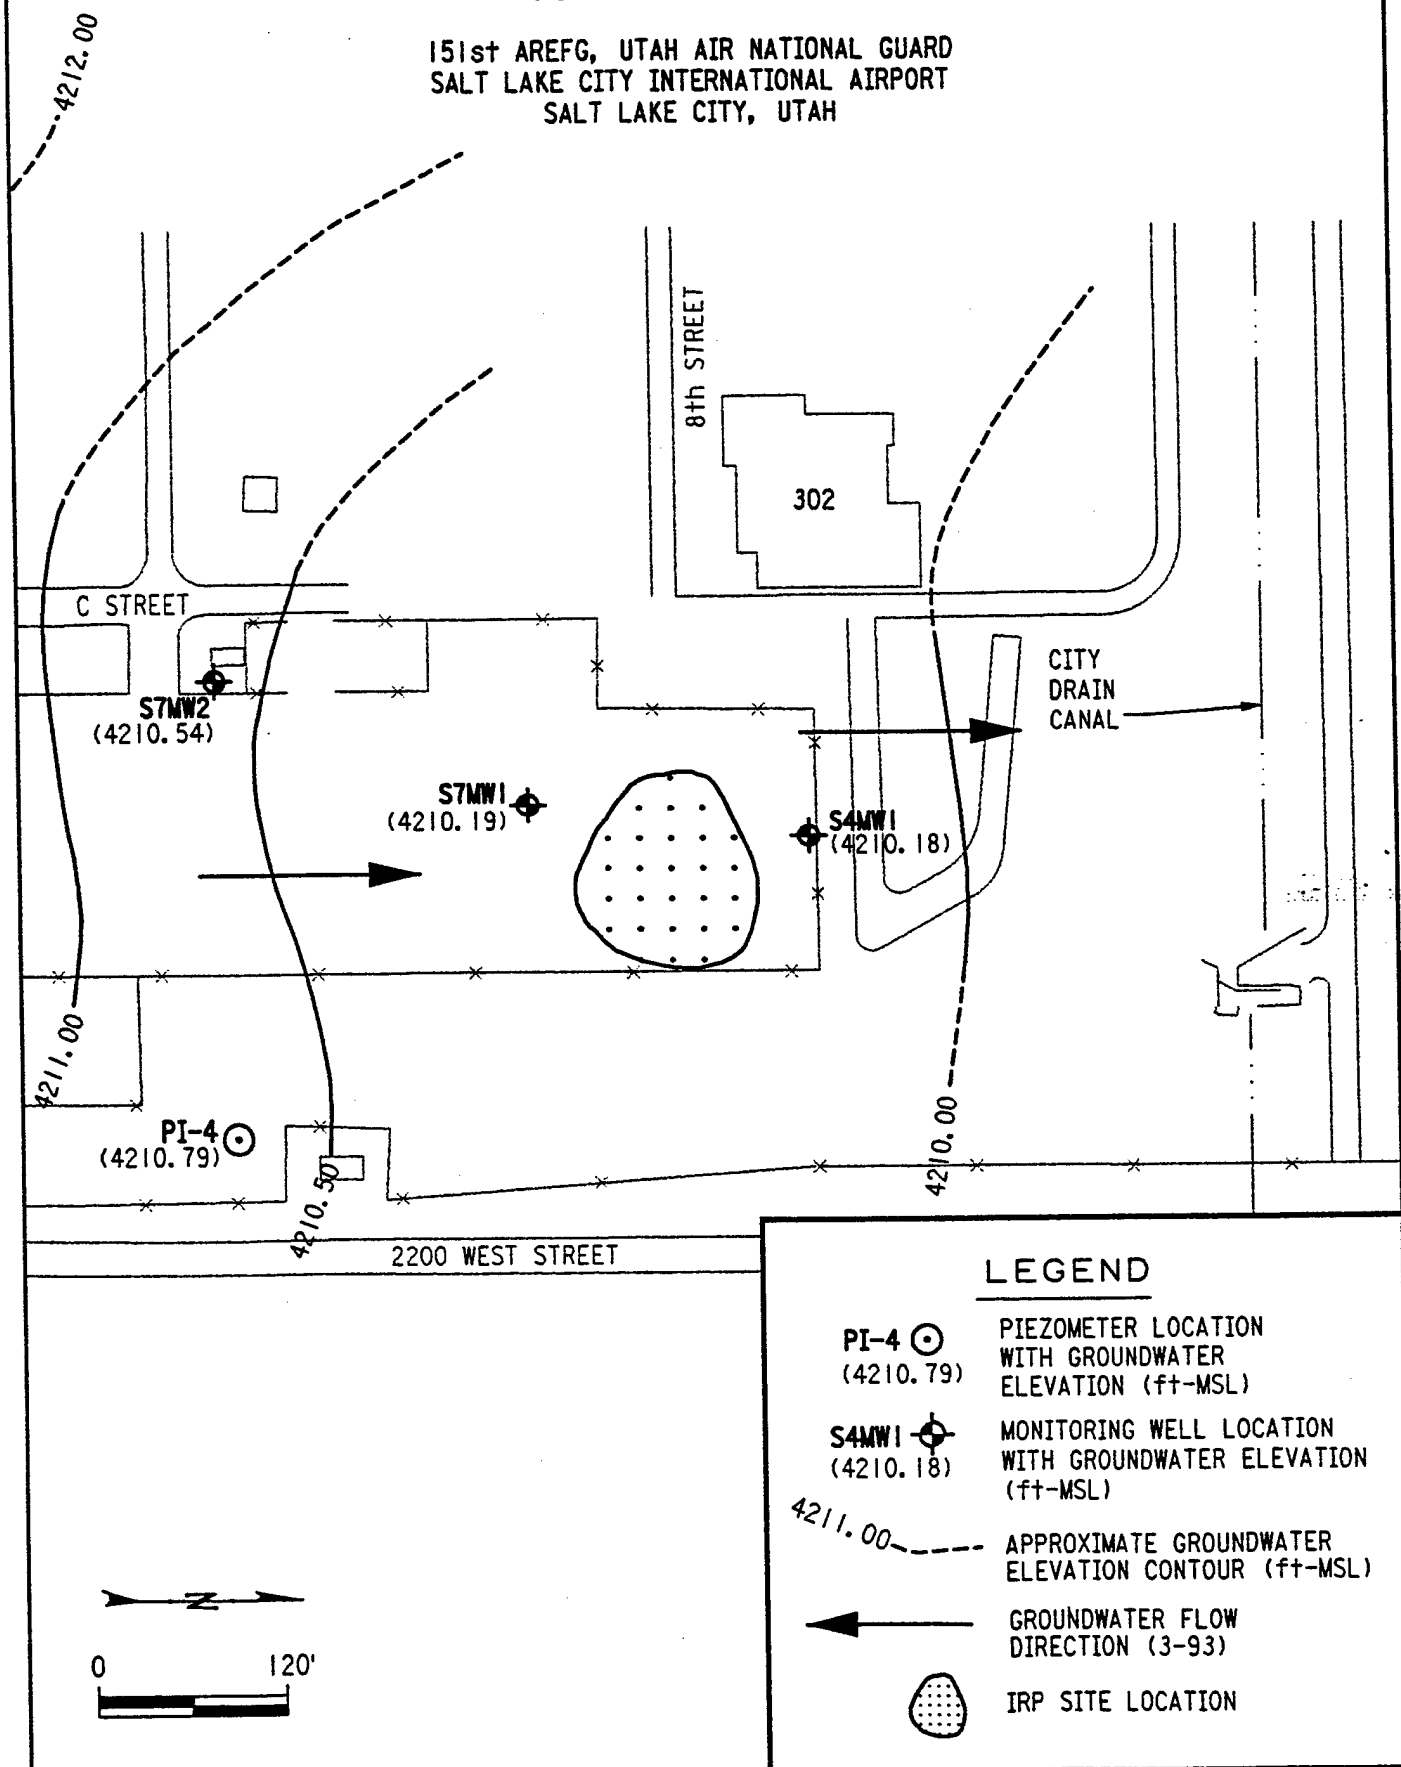 151st AREFG, UTAH AIR NATIONAL GUARD
SALT LAKE CITY INTERNATIONAL AIRPORT
SALT LAKE CITY, UTAH
4212.00
8th STREET
302
C STREET
CITY
DRAIN
CANAL
S7MW2
(4210.54)
S7MW1
(4210.19)
S4MW1
(4210.18)
4211.00
PI-4
(4210.79)
4210.50
4210.00
2200 WEST STREET
LEGEND
PI-4
(4210.79)
PIEZOMETER LOCATION
WITH GROUNDWATER
ELEVATION (ft-MSL)
S4MW1
(4210.18)
MONITORING WELL LOCATION
WITH GROUNDWATER ELEVATION
(ft-MSL)
4211.00
APPROXIMATE GROUNDWATER
ELEVATION CONTOUR (ft-MSL)
GROUNDWATER FLOW
DIRECTION (3-93)
IRP SITE LOCATION
N
0 120'